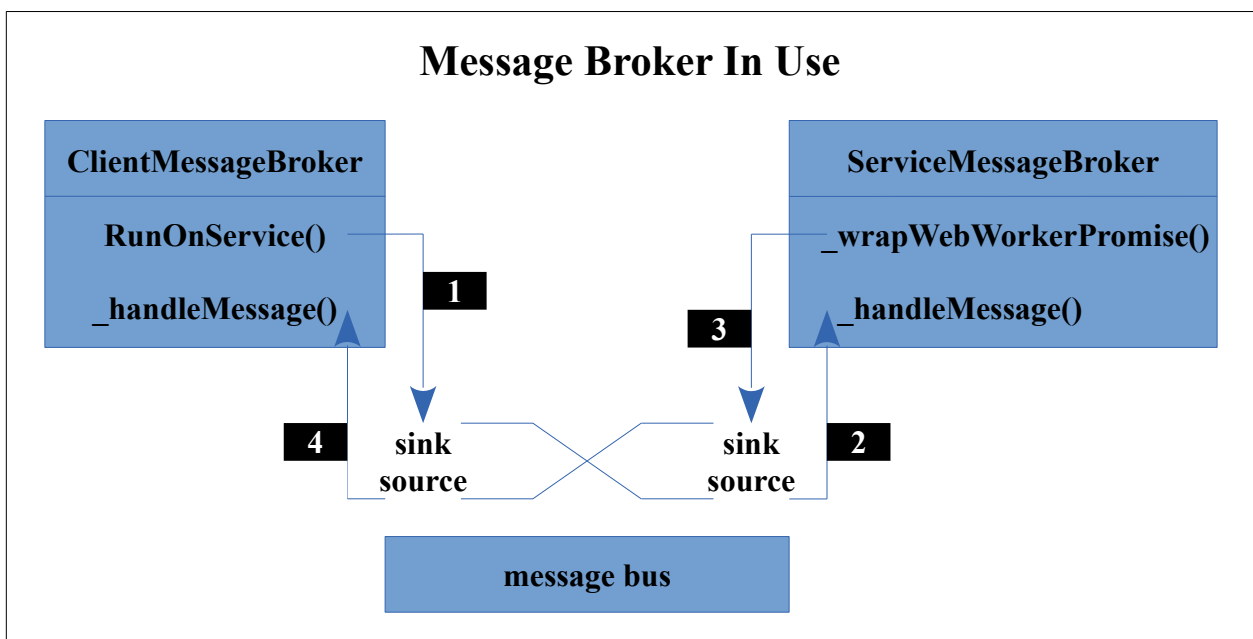 Message Broker In Use
ClientMessageBroker
RunOnService()
_handleMessage()
ServiceMessageBroker
_wrapWebWorkerPromise()
_handleMessage()
1
3
4
2
sink
source
sink
source
message bus